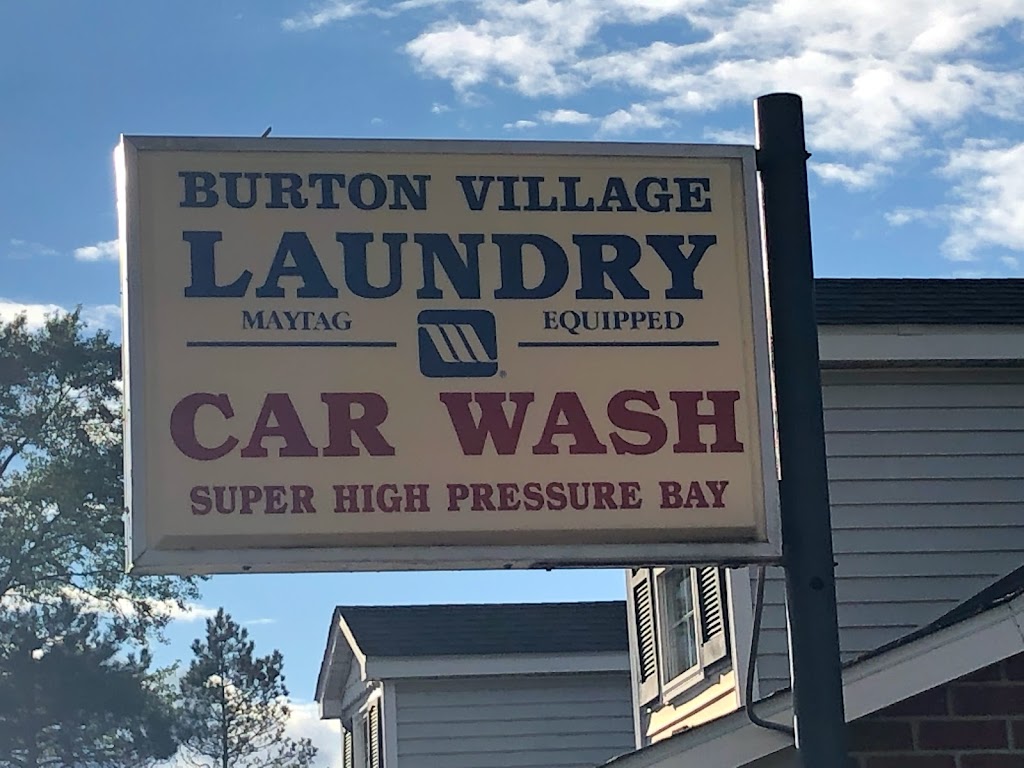 BURTON VILLAGE
LAUNDRY
MAYTAG EQUIPPED
CAR WASH
SUPER HIGH PRESSURE BAY